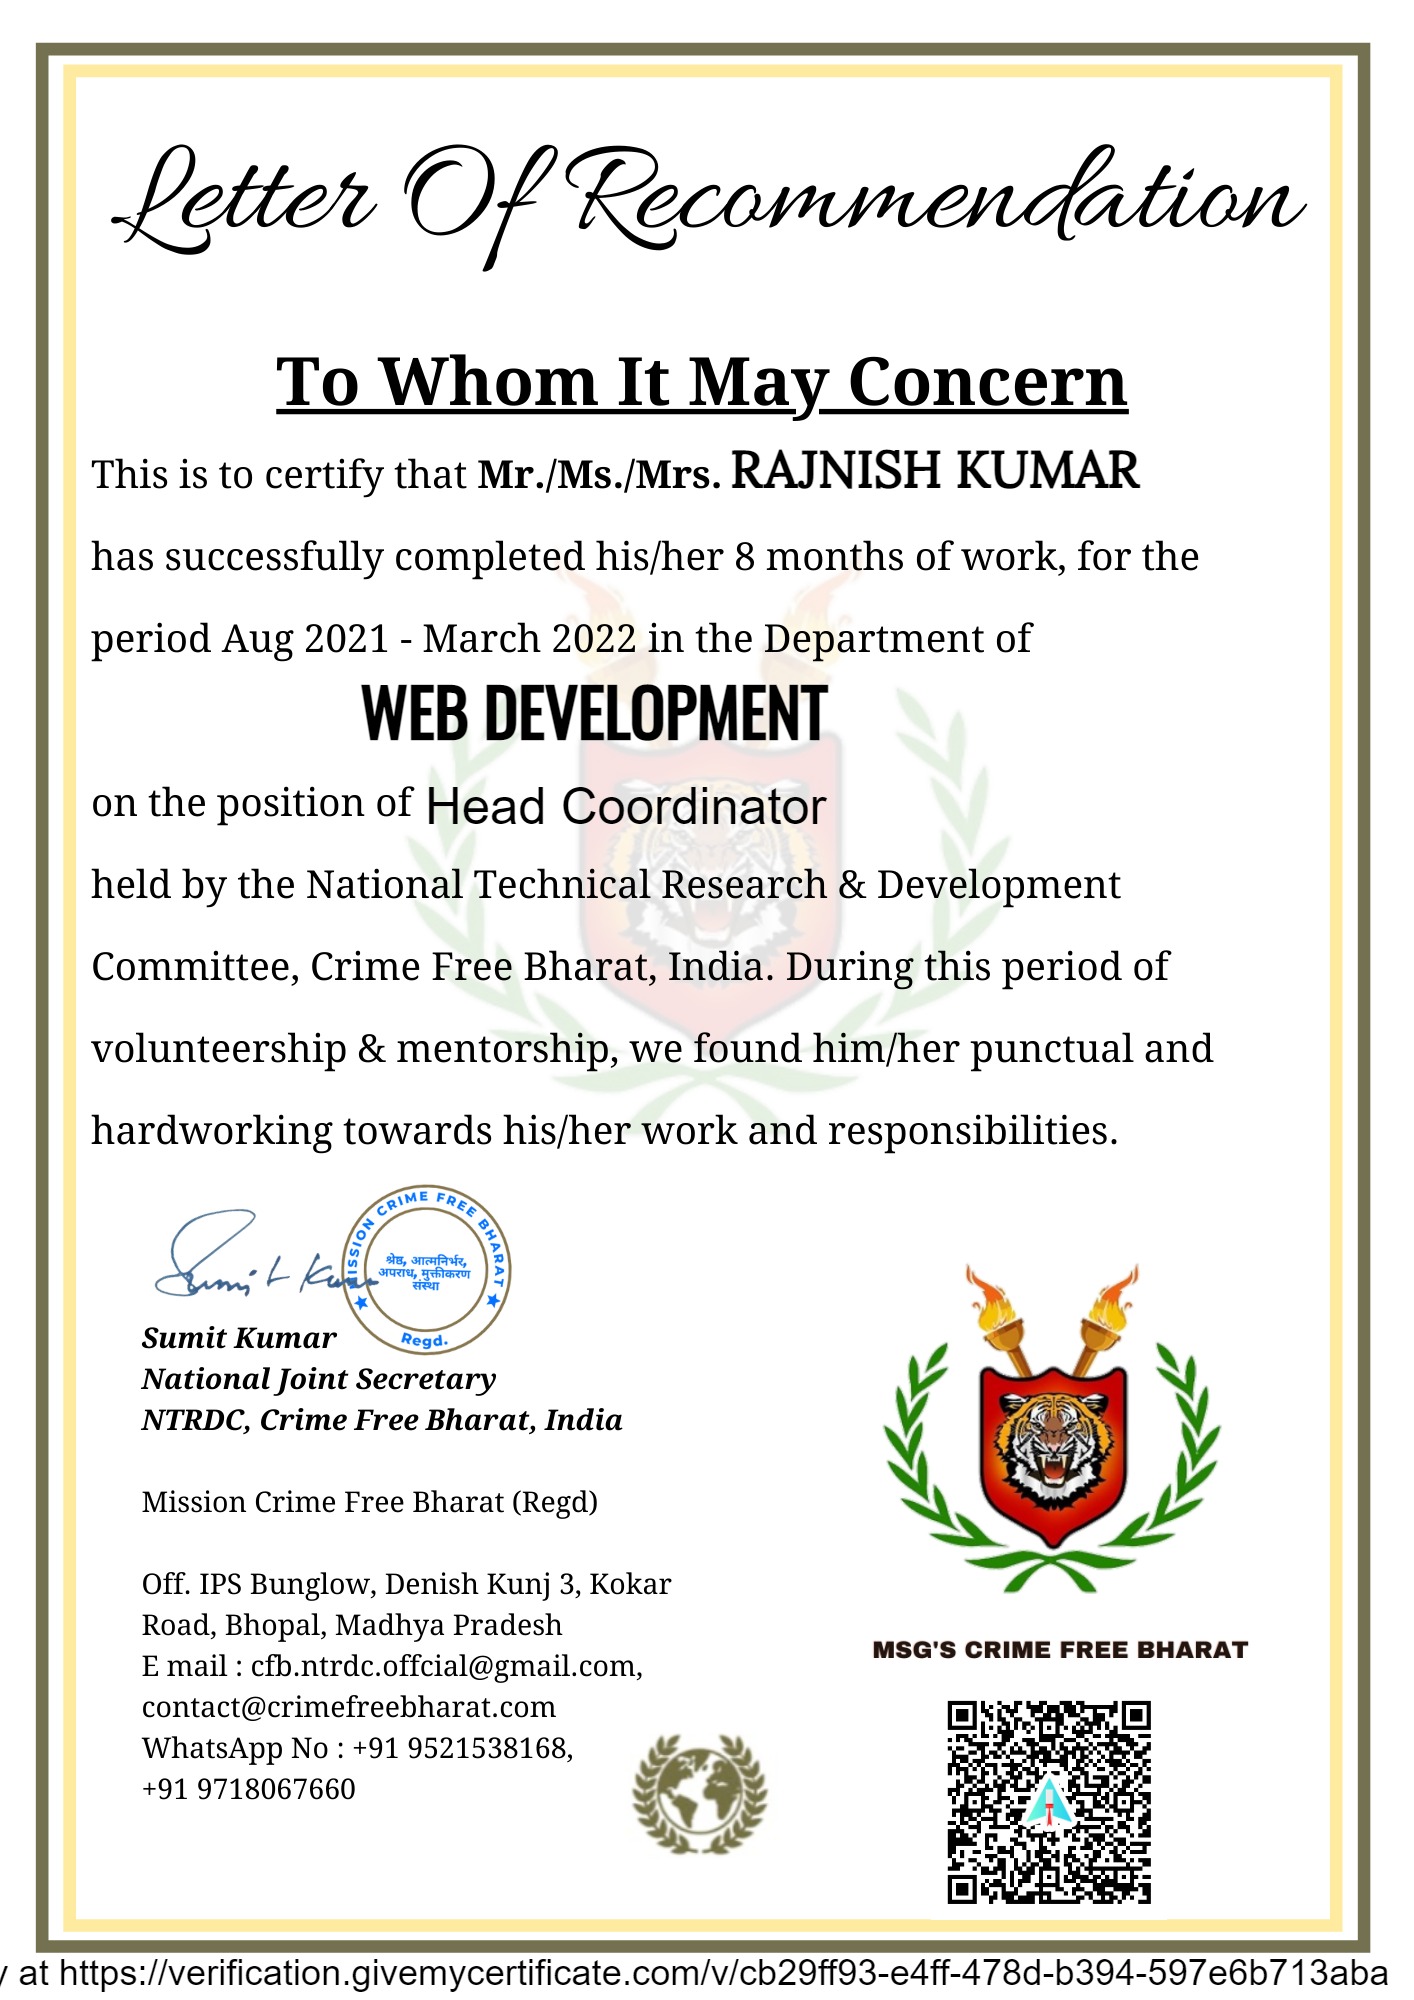 Letter Of Recommendation
To Whom It May Concern
This is to certify that Mr./Ms./Mrs. RAJNISH KUMAR
has successfully completed his/her 8 months of work, for the
period Aug 2021 - March 2022 in the Department of
WEB DEVELOPMENT
on the position of Head Coordinator
held by the National Technical Research & Development
Committee, Crime Free Bharat, India. During this period of
volunteership & mentorship, we found him/her punctual and
hardworking towards his/her work and responsibilities.
Sumit Kumar
MISSION CRIME FREE BHARAT
श्रेष्ठ, आत्मनिर्भर,
अपराध, मुक्तीकरण
संस्था
Regd.
Sumit Kumar
National Joint Secretary
NTRDC, Crime Free Bharat, India
Mission Crime Free Bharat (Regd)
Off. IPS Bunglow, Denish Kunj 3, Kokar
Road, Bhopal, Madhya Pradesh
E mail : cfb.ntrdc.offcial@gmail.com,
contact@crimefreebharat.com
WhatsApp No : +91 9521538168,
+91 9718067660
MSG'S CRIME FREE BHARAT
y at https://verification.givemycertificate.com/v/cb29ff93-e4ff-478d-b394-597e6b713aba